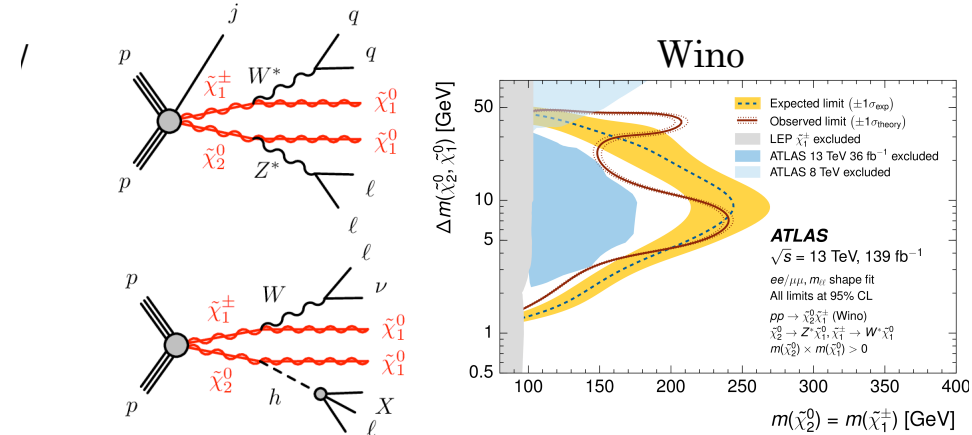 j
q
q
p
p
χ̃₁±
W*
χ̃₁⁰
χ̃₁⁰
χ̃₂⁰
Z*
ℓ
ℓ
ℓ
ν
p
p
χ̃₁±
W
χ̃₁⁰
χ̃₁⁰
χ̃₂⁰
h
X
ℓ
Wino
Δm(χ̃₂⁰, χ̃₁⁰) [GeV]
50
10
5
1
0.5
Expected limit (±1σexp)
Observed limit (±1σtheory)
LEP χ̃₁± excluded
ATLAS 13 TeV 36 fb⁻¹ excluded
ATLAS 8 TeV excluded
ATLAS
√s = 13 TeV, 139 fb⁻¹
ee/μμ, mℓℓ shape fit
All limits at 95% CL
pp → χ̃₂⁰χ̃₁± (Wino)
χ̃₂⁰ → Z*χ̃₁⁰, χ̃₁± → W*χ̃₁⁰
m(χ̃₂⁰) × m(χ̃₁⁰) > 0
100 150 200 250 300 350 400
m(χ̃₂⁰) = m(χ̃₁±) [GeV]